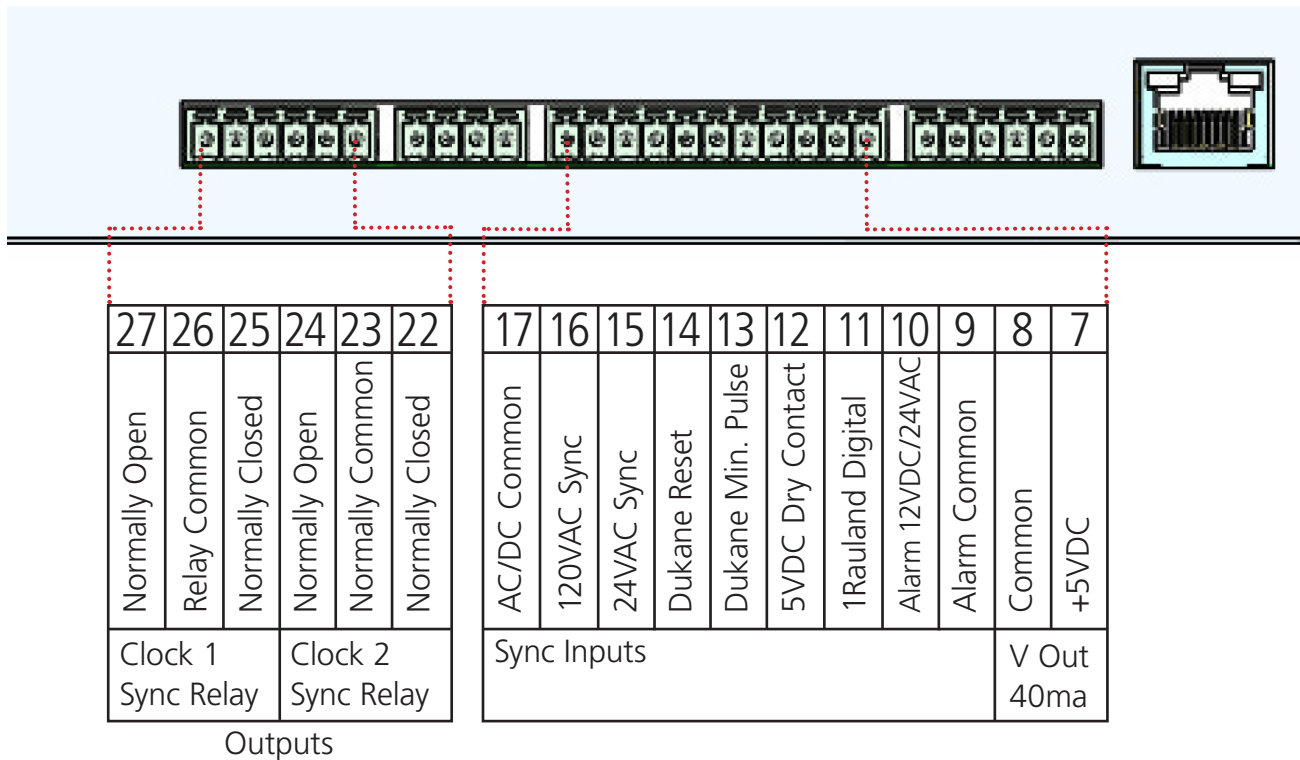 27 26 25 24 23 22
Normally Open
Relay Common
Normally Closed
Normally Open
Normally Common
Normally Closed
Clock 1
Sync Relay
Clock 2
Sync Relay
Outputs
17 16 15 14 13 12 11 10 9 8 7
AC/DC Common
120VAC Sync
24VAC Sync
Dukane Reset
Dukane Min. Pulse
5VDC Dry Contact
1Rauland Digital
Alarm 12VDC/24VAC
Alarm Common
Common
+5VDC
Sync Inputs
V Out
40ma